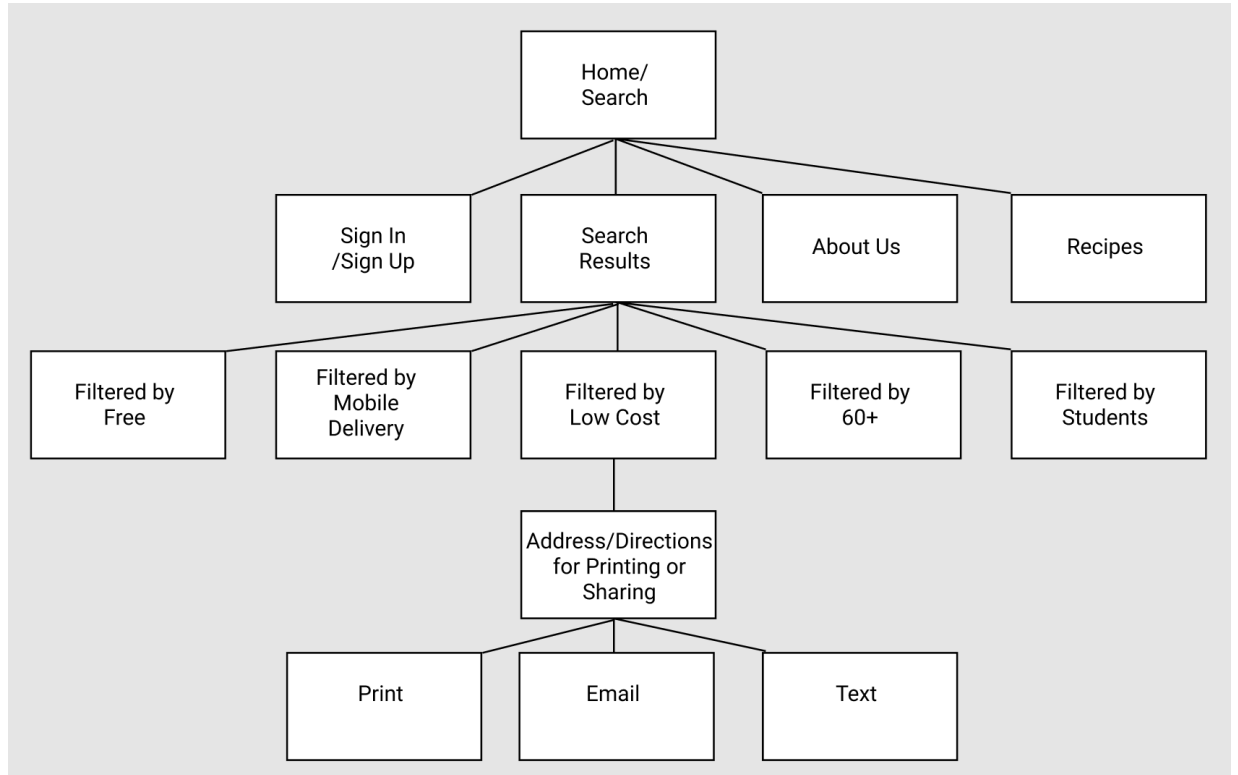 Home/
Search
Sign In
/Sign Up
Search
Results
About Us
Recipes
Filtered by
Free
Filtered by
Mobile
Delivery
Filtered by
Low Cost
Filtered by
60+
Filtered by
Students
Address/Directions
for Printing or
Sharing
Print
Email
Text